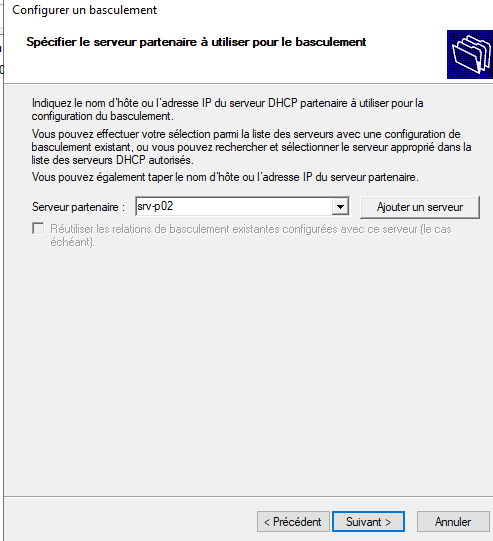 Configurer un basculement
Spécifier le serveur partenaire à utiliser pour le basculement
Indiquez le nom d'hôte ou l'adresse IP du serveur DHCP partenaire à utiliser pour la
configuration du basculement.
Vous pouvez effectuer votre sélection parmi la liste des serveurs avec une configuration de
basculement existant, ou vous pouvez rechercher et sélectionner le serveur approprié dans la
liste des serveurs DHCP autorisés.
Vous pouvez également taper le nom d'hôte ou l'adresse IP du serveur partenaire.
Serveur partenaire : srv-p02 Ajouter un serveur
Réutiliser les relations de basculement existantes configurées avec ce serveur (le cas
échéant).
< Précédent Suivant > Annuler